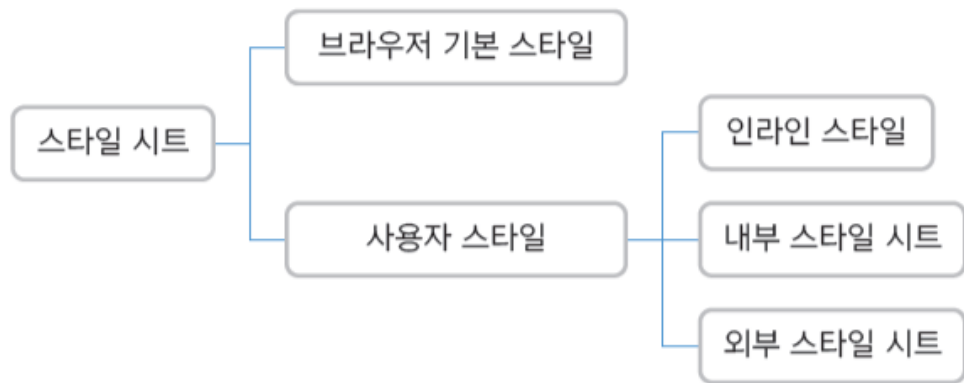 브라우저 기본 스타일
스타일 시트
인라인 스타일
사용자 스타일
내부 스타일 시트
외부 스타일 시트